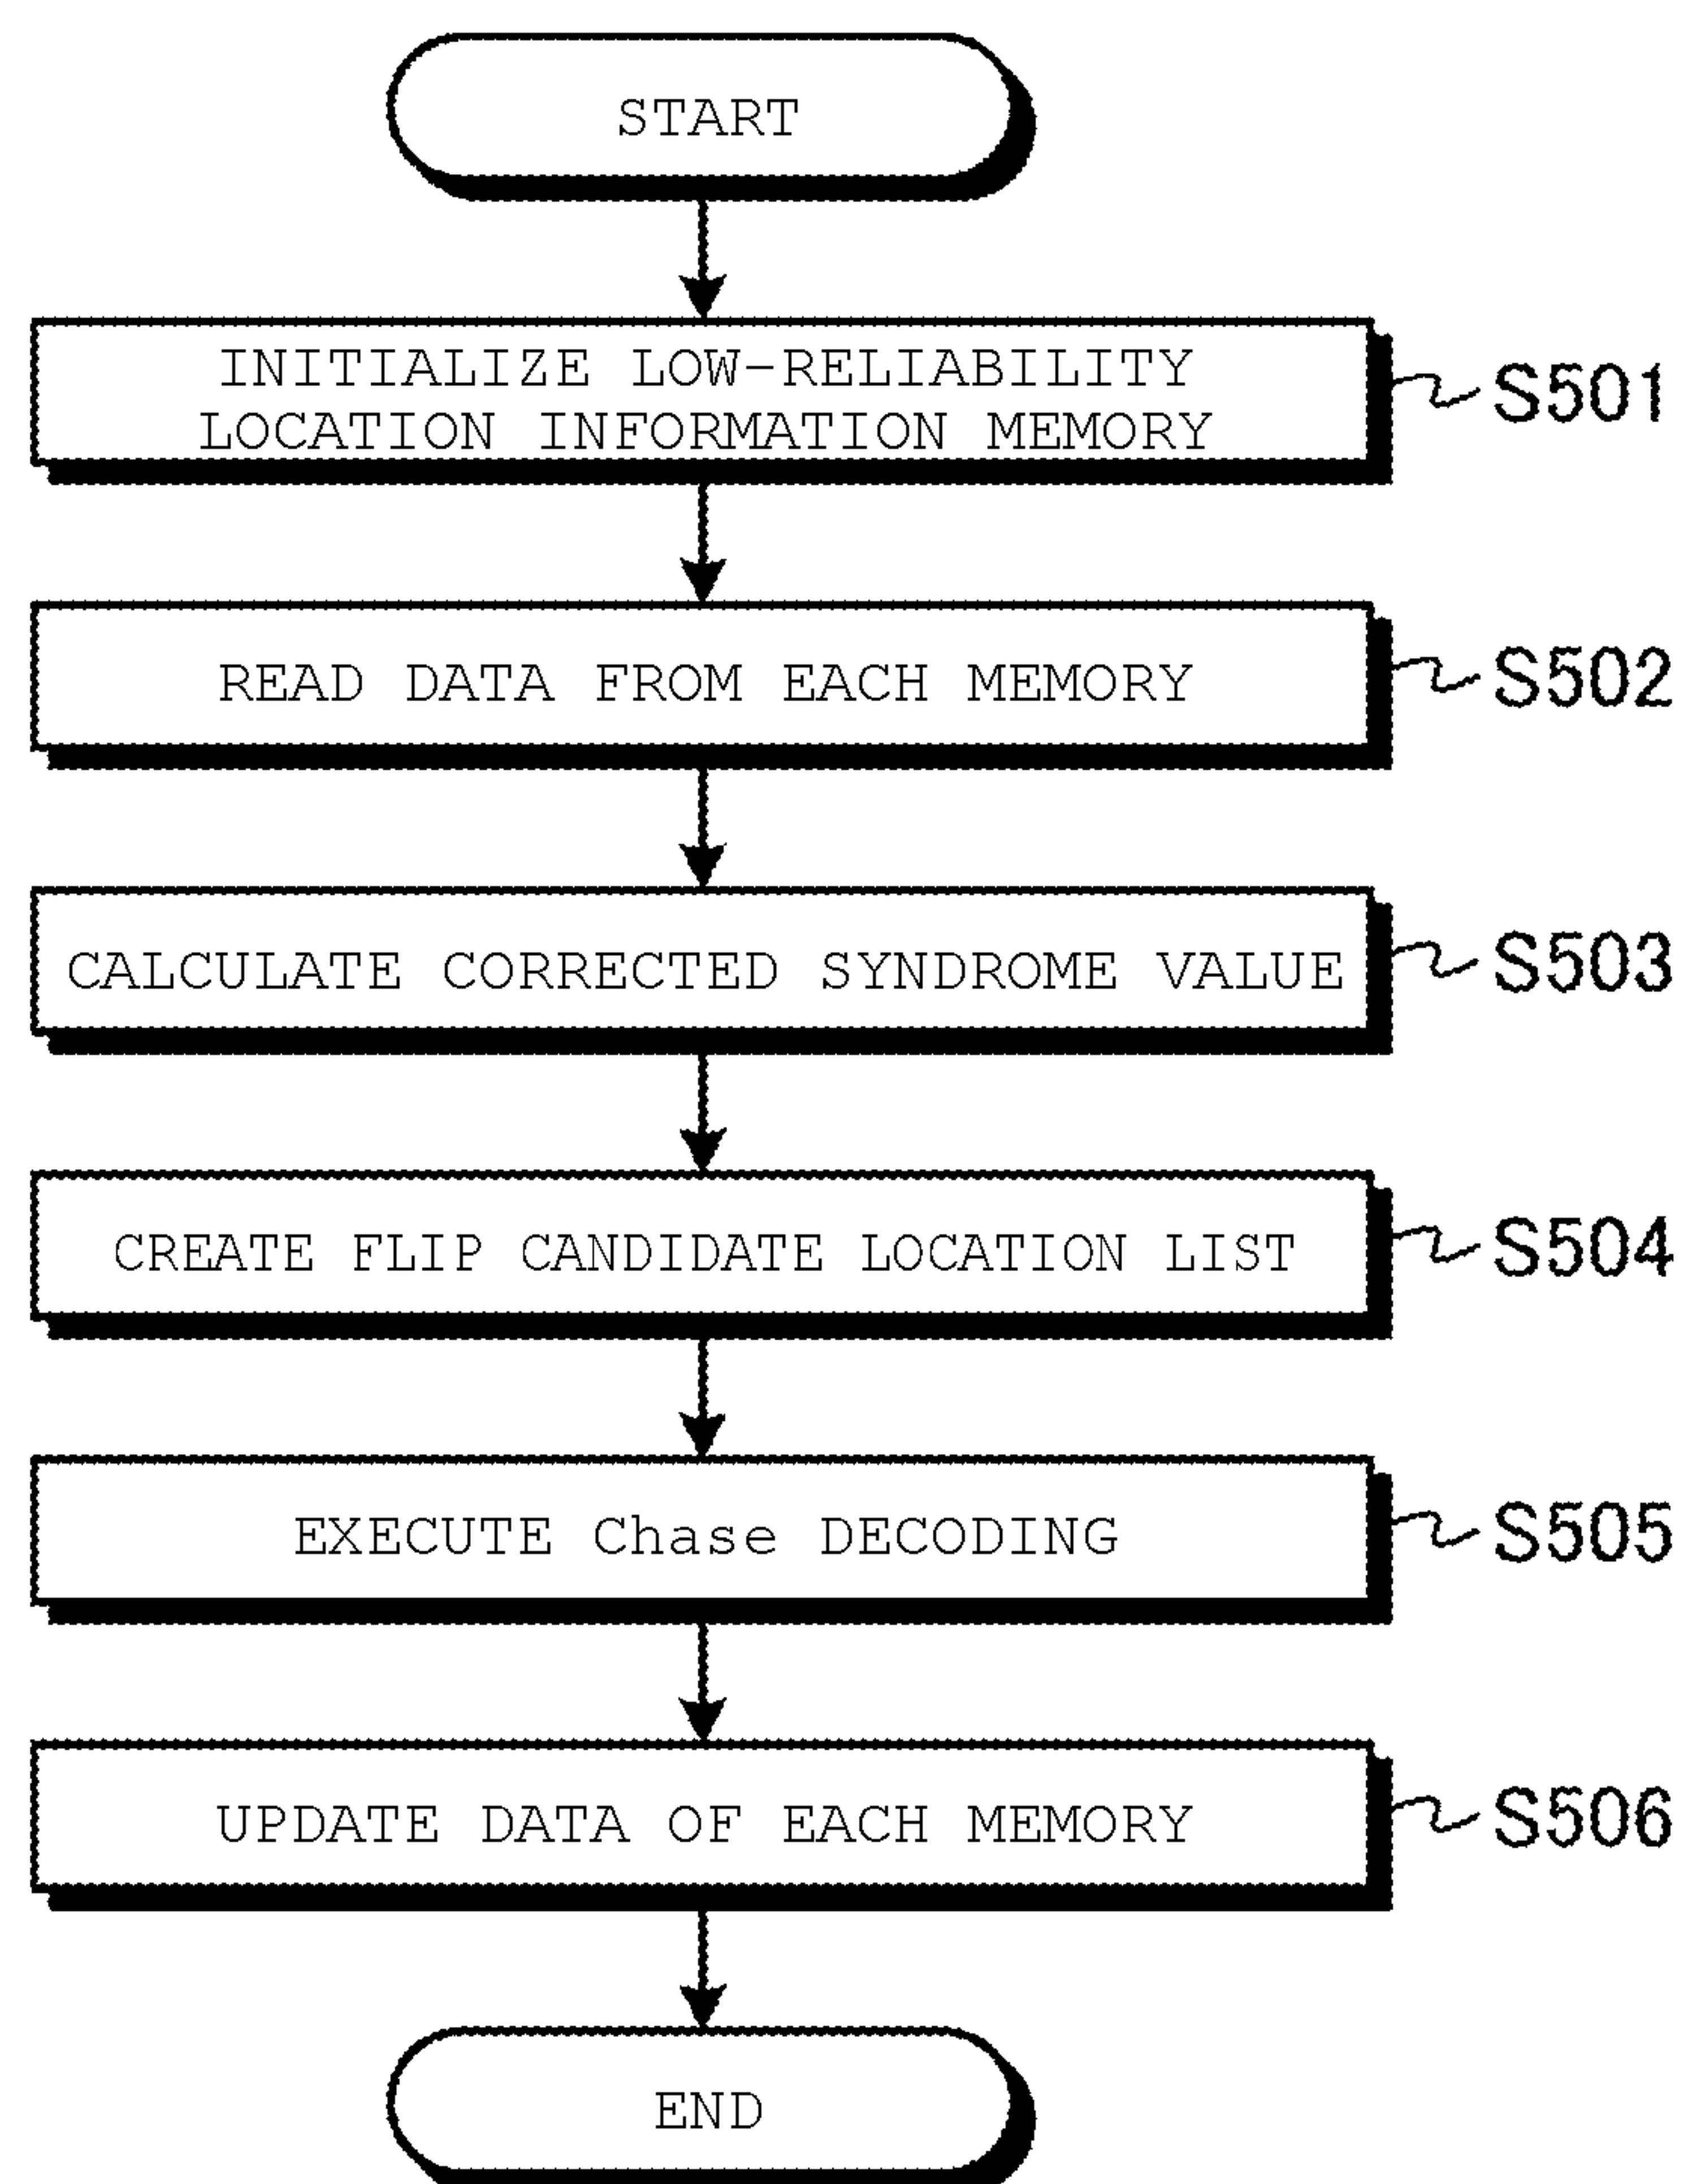 START
INITIALIZE LOW-RELIABILITY
LOCATION INFORMATION MEMORY
S501
READ DATA FROM EACH MEMORY
S502
CALCULATE CORRECTED SYNDROME VALUE
S503
CREATE FLIP CANDIDATE LOCATION LIST
S504
EXECUTE Chase DECODING
S505
UPDATE DATA OF EACH MEMORY
S506
END